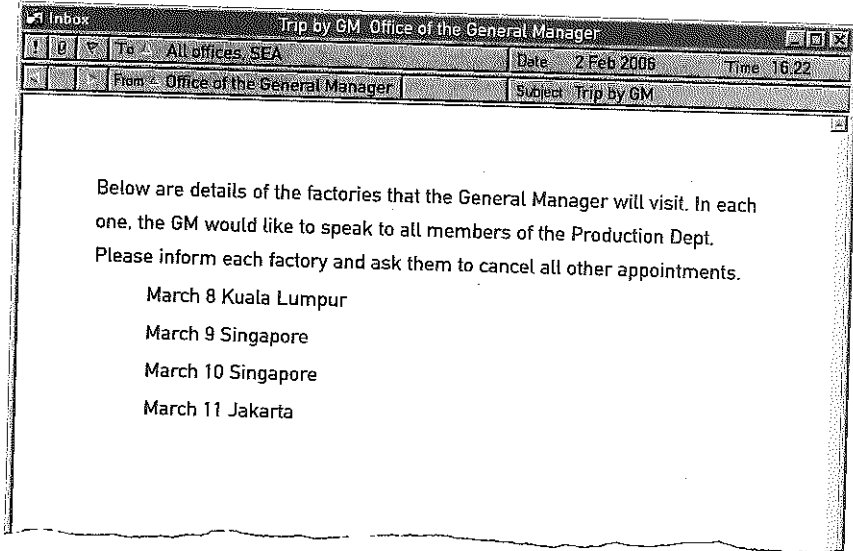 Inbox
Trip by GM Office of the General Manager
To All offices, SEA
Date 2 Feb 2006 Time 16.22
From Office of the General Manager
Subject Trip by GM
Below are details of the factories that the General Manager will visit. In each
one, the GM would like to speak to all members of the Production Dept.
Please inform each factory and ask them to cancel all other appointments.
March 8 Kuala Lumpur
March 9 Singapore
March 10 Singapore
March 11 Jakarta